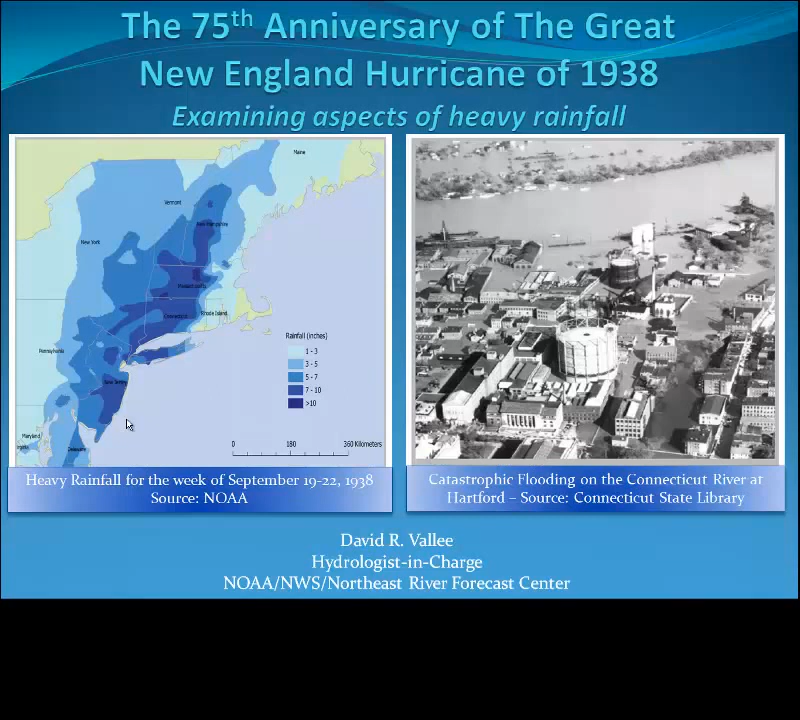 The 75th Anniversary of The Great
New England Hurricane of 1938
Examining aspects of heavy rainfall
Maine
Vermont
New Hampshire
New York
Massachusetts
Connecticut
Rhode Island
Pennsylvania
New Jersey
Maryland
Delaware
Rainfall (inches)
1 - 3
3 - 5
5 - 7
7 - 10
>10
0 180 360 Kilometers
Heavy Rainfall for the week of September 19-22, 1938
Source: NOAA
Catastrophic Flooding on the Connecticut River at
Hartford – Source: Connecticut State Library
David R. Vallee
Hydrologist-in-Charge
NOAA/NWS/Northeast River Forecast Center